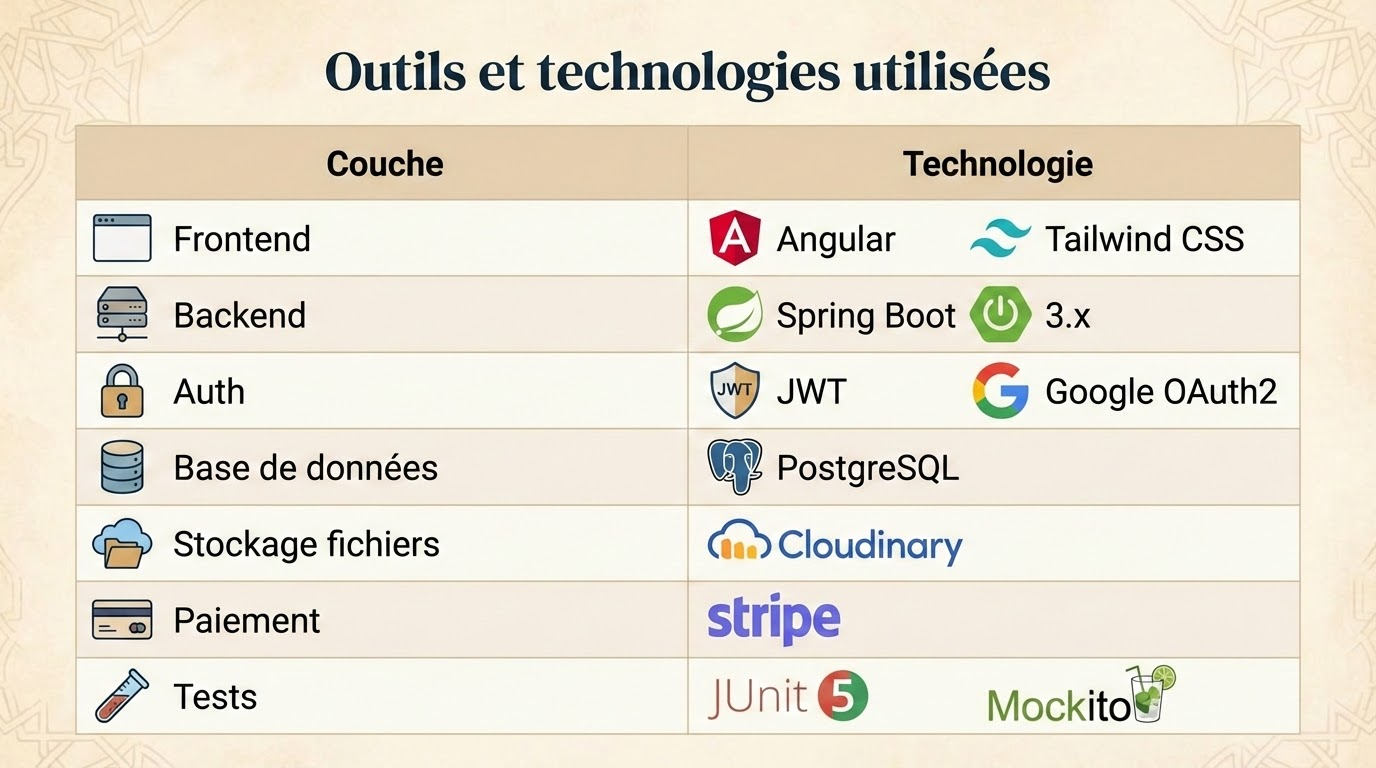 Outils et technologies utilisées
Couche Technologie
Frontend Angular Tailwind CSS
Backend Spring Boot 3.x
Auth JWT JWT Google OAuth2
Base de données PostgreSQL
Stockage fichiers Cloudinary
Paiement stripe
Tests JUnit 5 Mockito